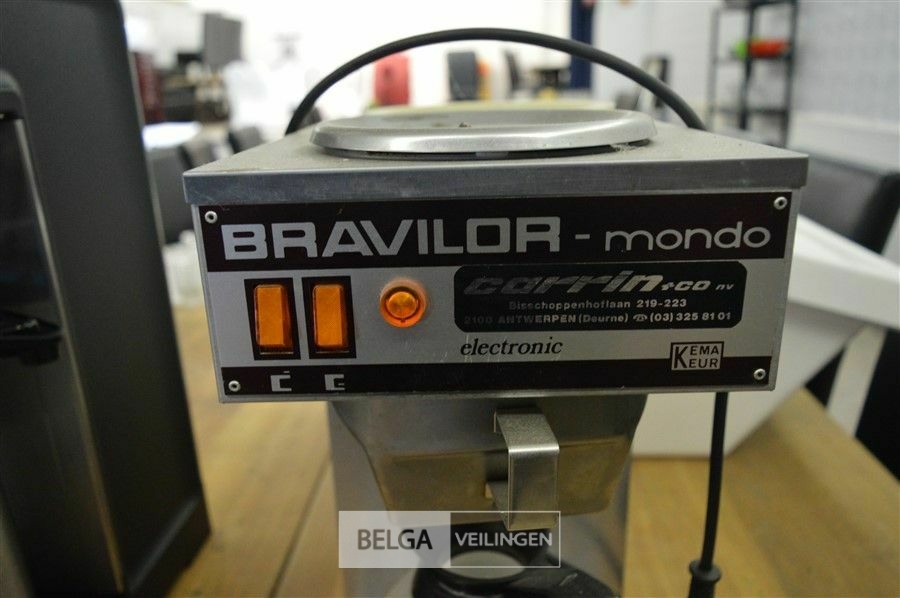 BRAVILOR - mondo
carrin +co nv
Bisschoppenhoflaan 219-223
2100 ANTWERPEN (Deurne) ☎ (03) 325 81 01
electronic
KEMA
KEUR
BELGA VEILINGEN